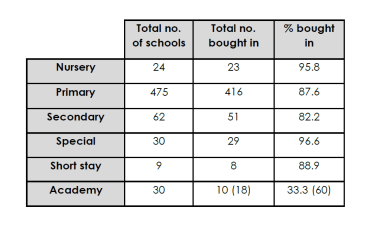 Total no. of schools Total no. bought in % bought in
Nursery 24 23 95.8
Primary 475 416 87.6
Secondary 62 51 82.2
Special 30 29 96.6
Short stay 9 8 88.9
Academy 30 10 (18) 33.3 (60)